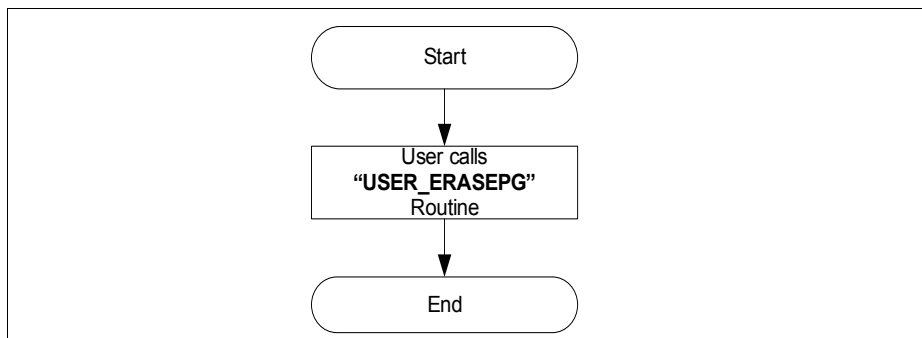 Start
User calls
“USER_ERASEPG”
Routine
End